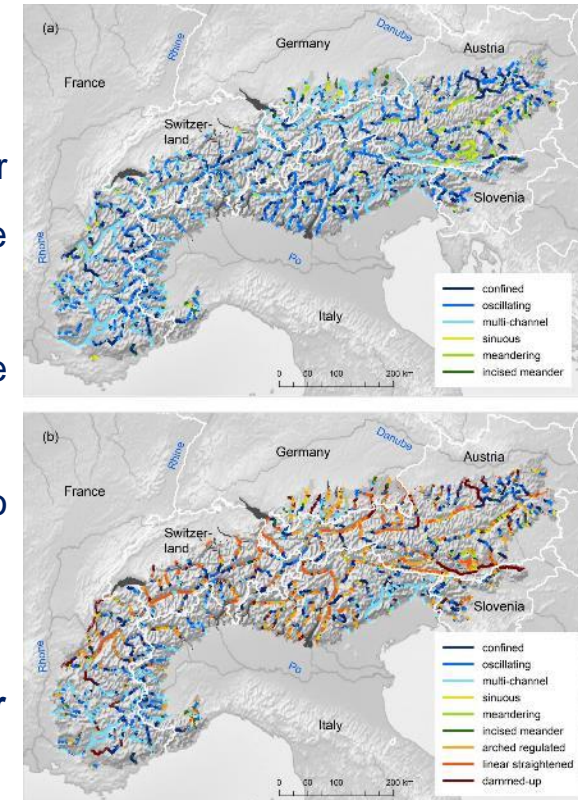 (a)
Germany
Danube
Austria
Rhine
France
Switzer-
land
Slovenia
Rhone
Po
Italy
confined
oscillating
multi-channel
sinuous
meandering
incised meander
0 50 100 200 km
(b)
Germany
Danube
Austria
Rhine
France
Switzer-
land
Slovenia
Rhone
Po
Italy
confined
oscillating
multi-channel
sinuous
meandering
incised meander
arched regulated
linear straightened
dammed-up
0 50 100 200 km
r
e
e
o
r